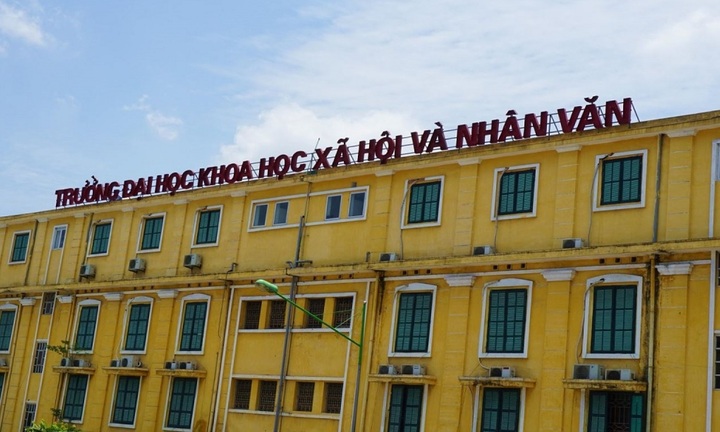 TRƯỜNG ĐẠI HỌC KHOA HỌC XÃ HỘI VÀ NHÂN VĂN